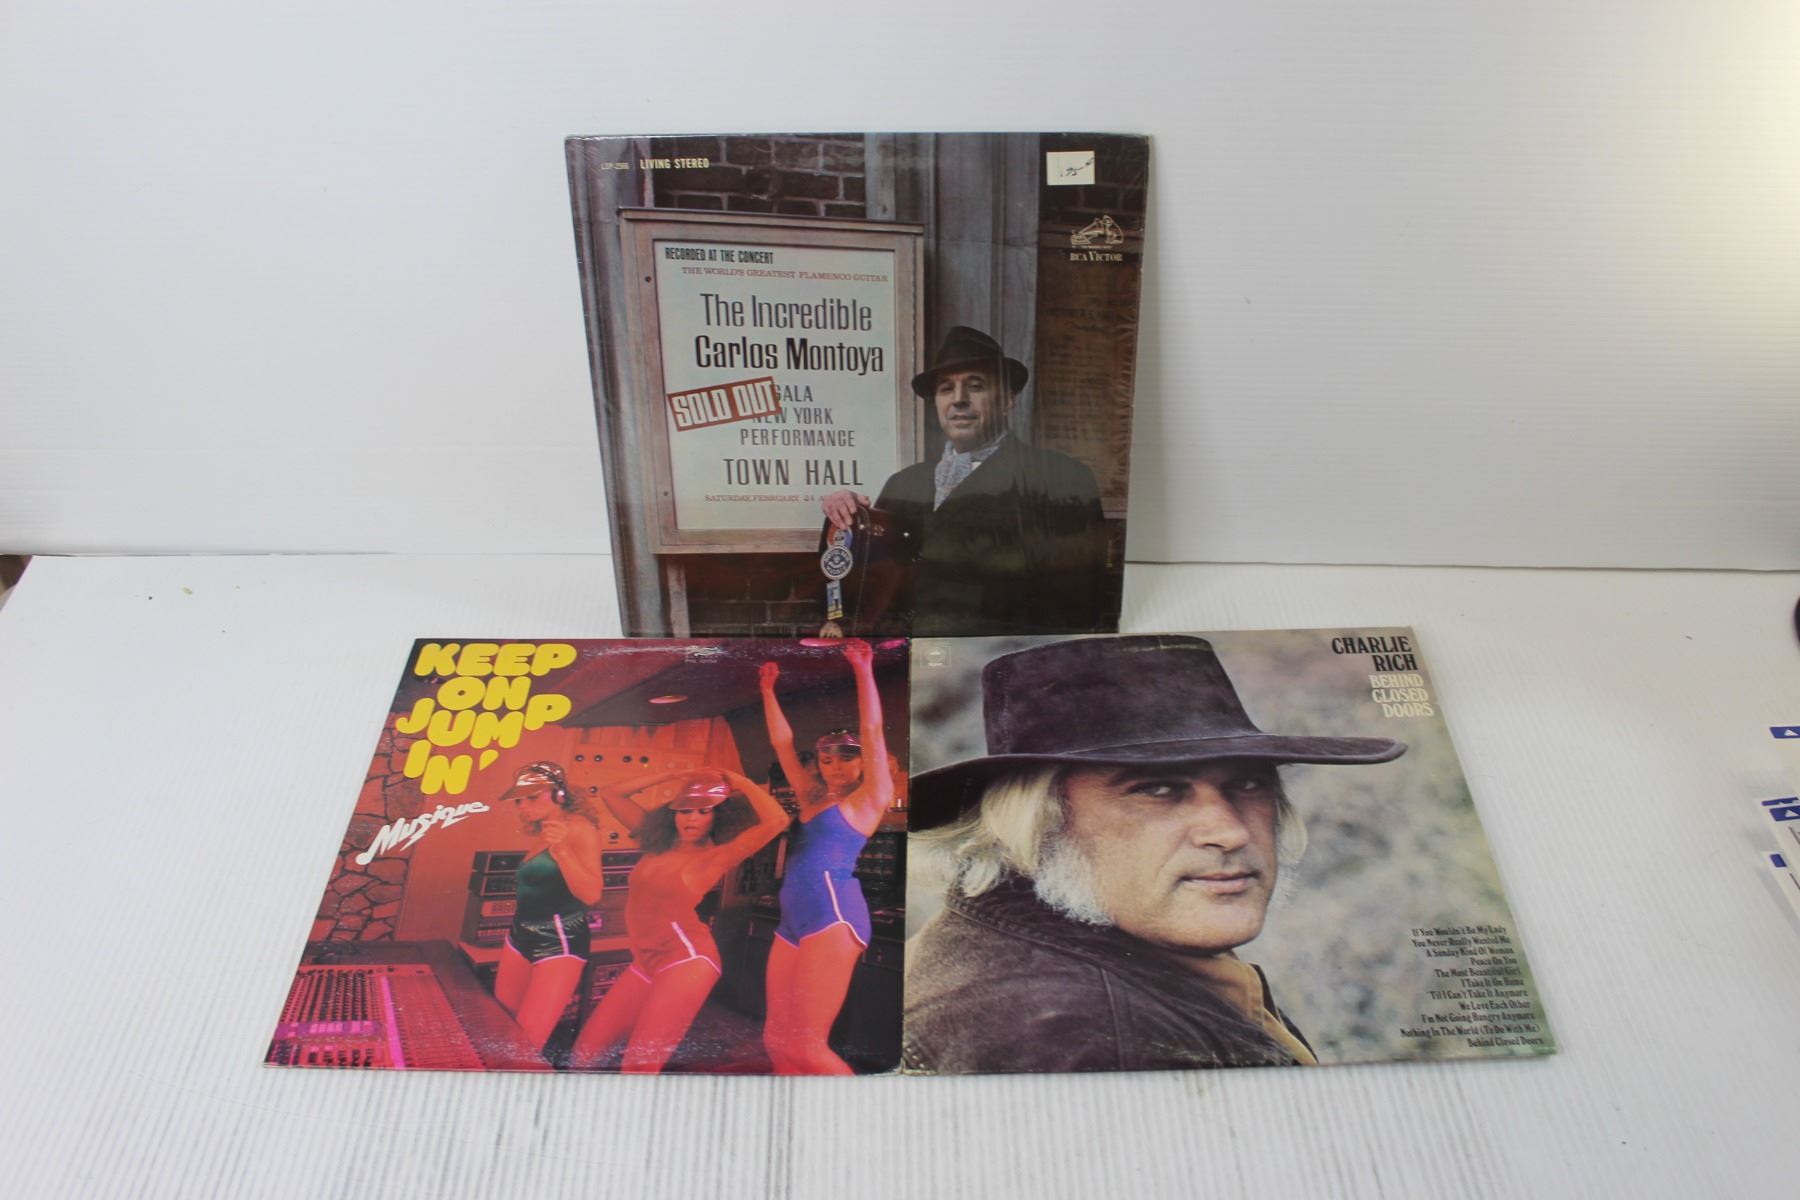 LSP-2566 LIVING STEREO
175
RCA VICTOR
RECORDED AT THE CONCERT
THE WORLD'S GREATEST FLAMENCO GUITAR
The Incredible
Carlos Montoya
SOLD OUT
GALA
NEW YORK
PERFORMANCE
TOWN HALL
SATURDAY, FEBRUARY 24 A
KEEP
ON
JUMP
IN'
Musique
CHARLIE
RICH
BEHIND
CLOSED
DOORS
If You Wouldn't Be My Lady
You Never Really Wanted Me
A Sunday Kind Of Woman
Peace On You
The Most Beautiful Girl
I Take It On Home
'Til I Can't Take It Anymore
We Love Each Other
I'm Not Going Hungry Anymore
Nothing In The World (To Do With Me)
Behind Closed Doors